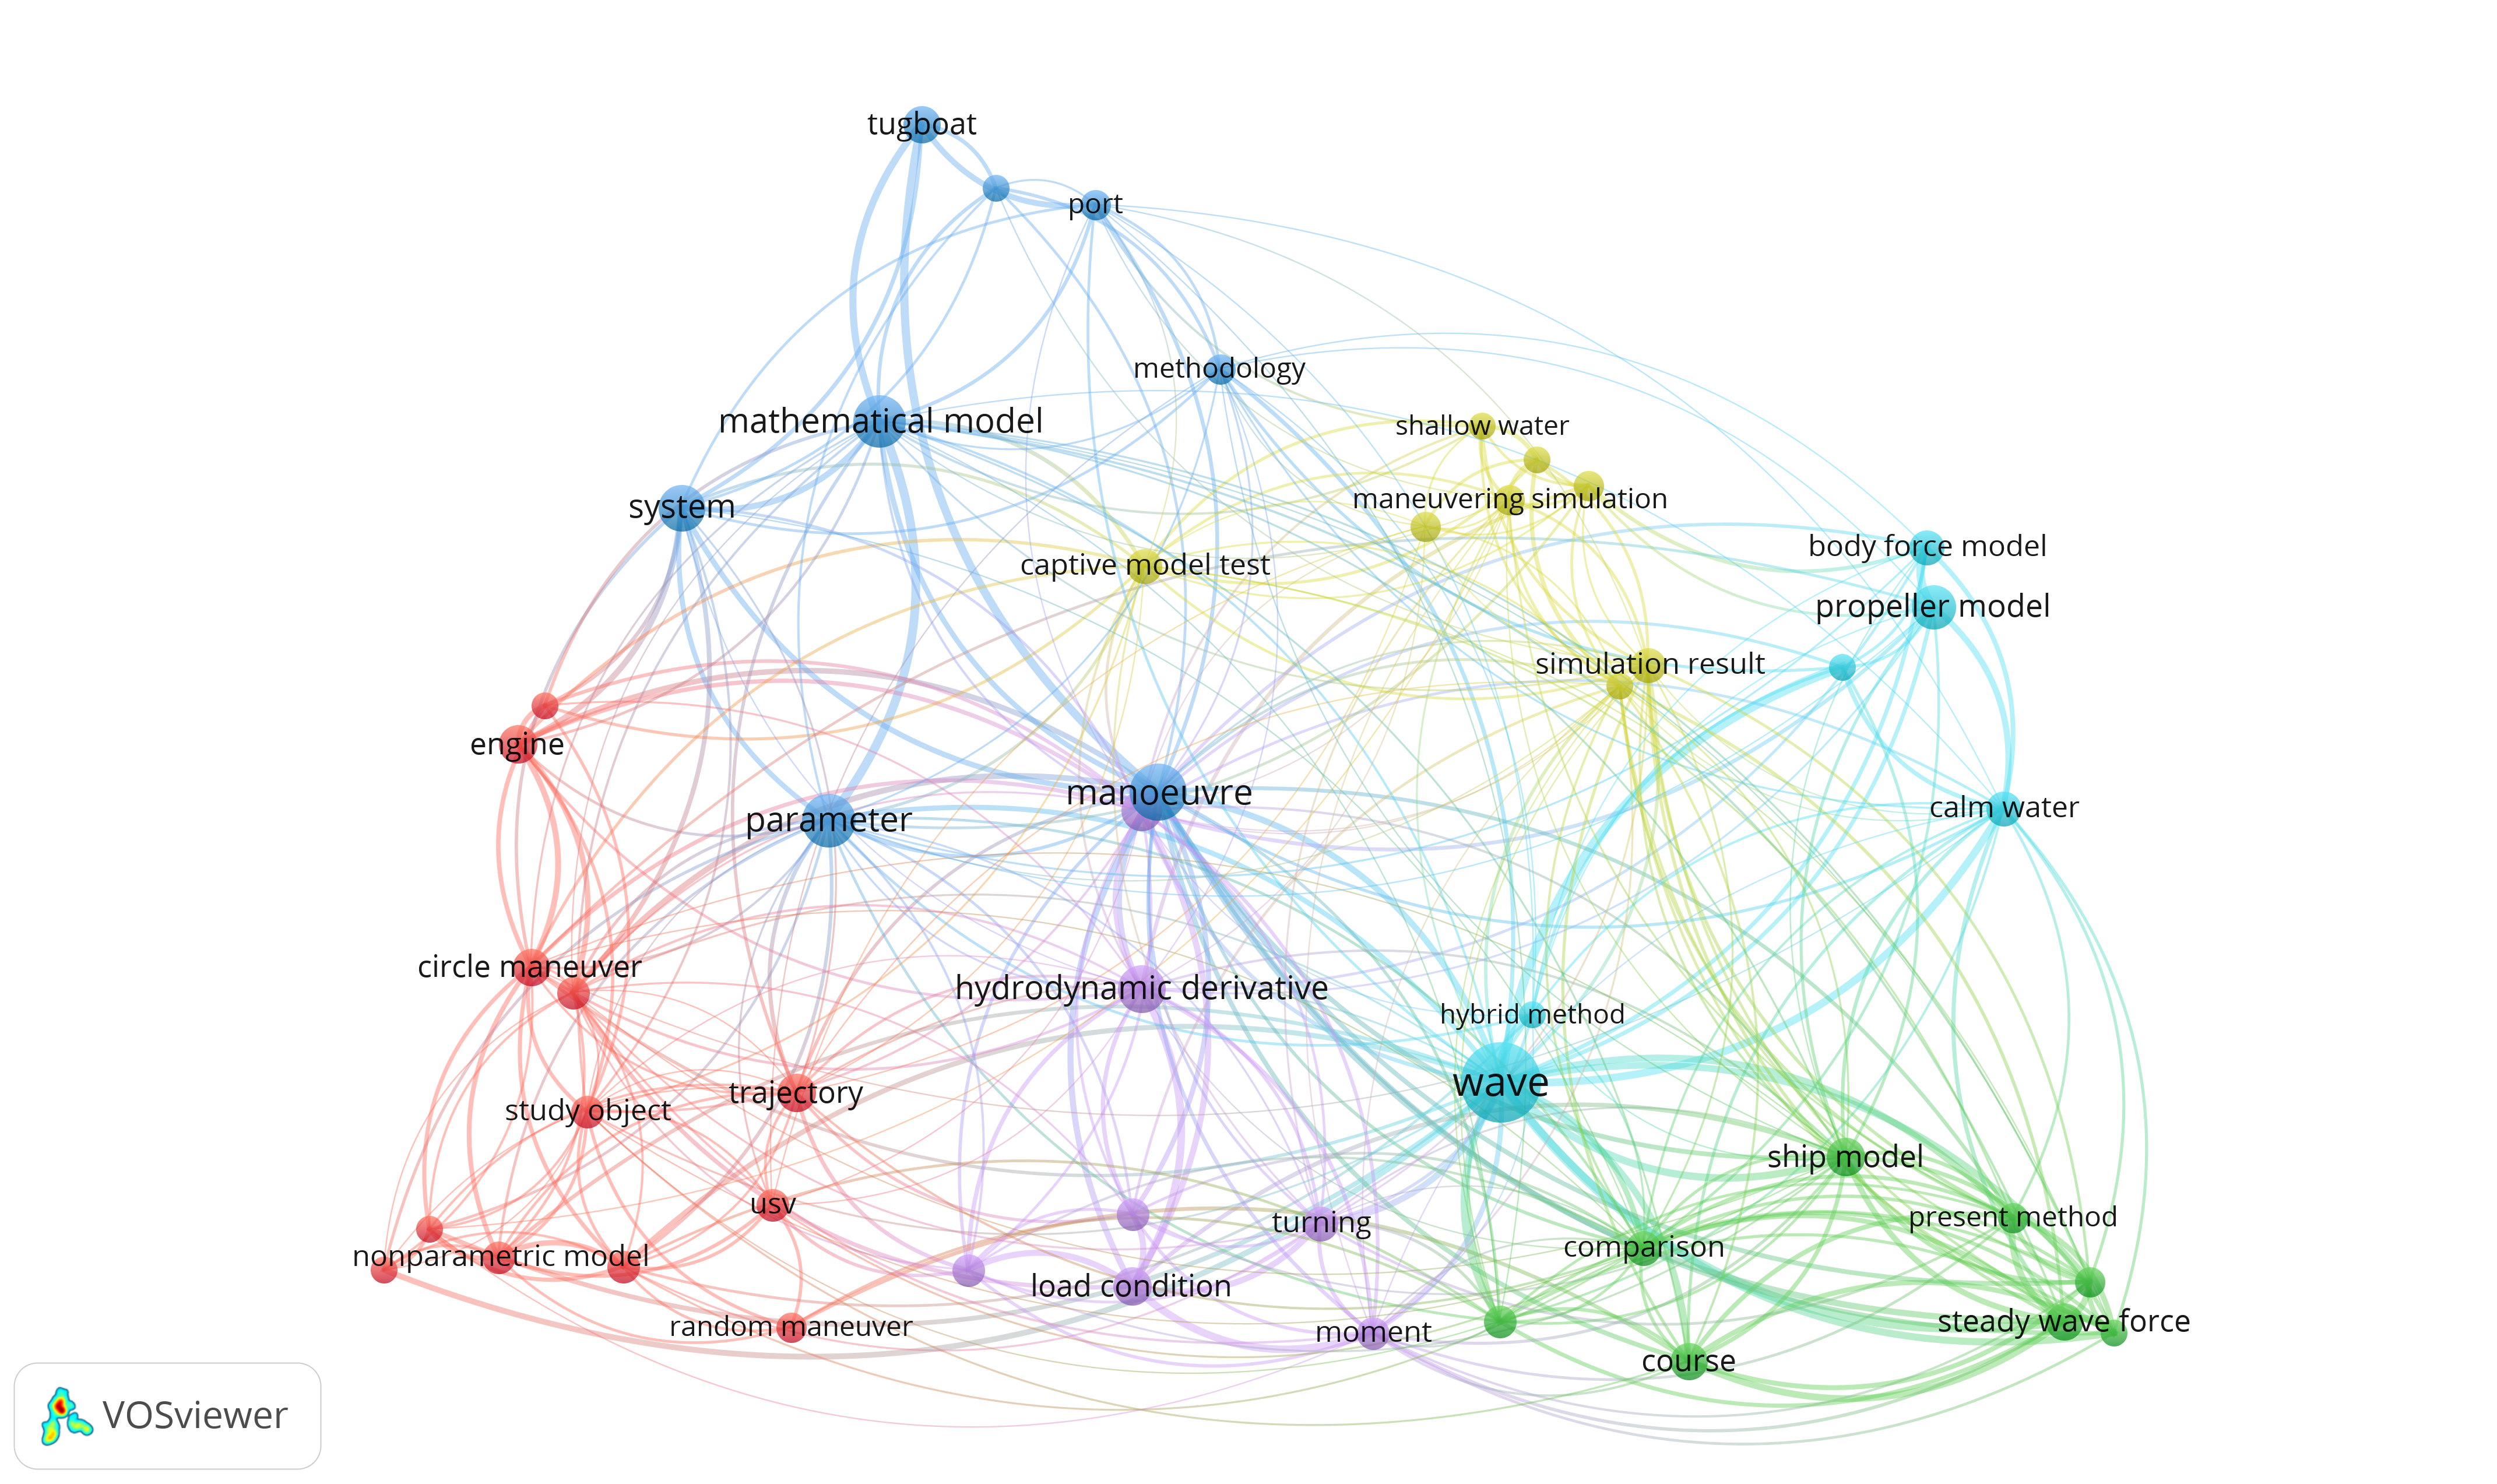 tugboat
port
methodology
mathematical model
shallow water
system
maneuvering simulation
captive model test
body force model
propeller model
simulation result
engine
manoeuvre
parameter
calm water
circle maneuver
hydrodynamic derivative
hybrid method
wave
trajectory
study object
ship model
usv
turning
present method
comparison
nonparametric model
load condition
random maneuver
moment
steady wave force
course
VOSviewer